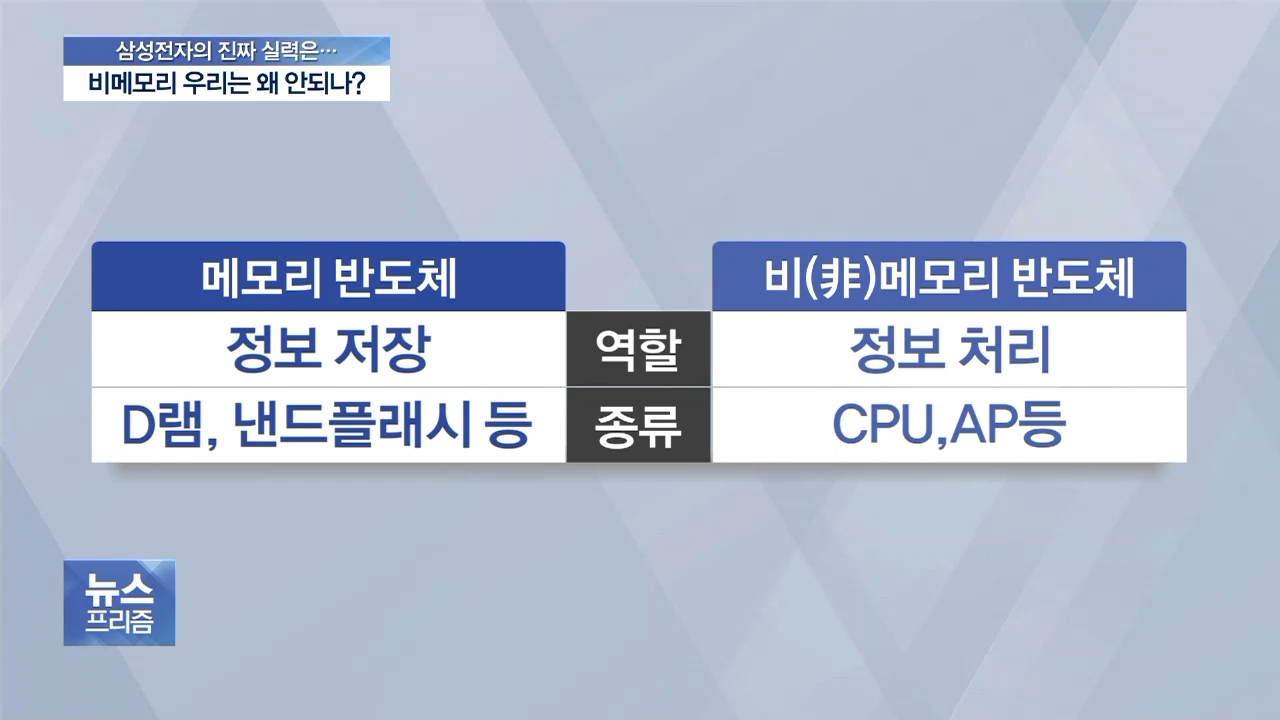 삼성전자의 진짜 실력은…
비메모리 우리는 왜 안되나?
메모리 반도체 비(非)메모리 반도체
정보 저장 역할 정보 처리
D램, 낸드플래시 등 종류 CPU,AP등
뉴스
프리즘